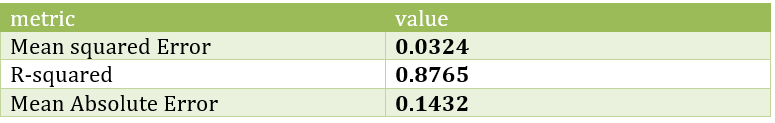 metric value
Mean squared Error 0.0324
R-squared 0.8765
Mean Absolute Error 0.1432